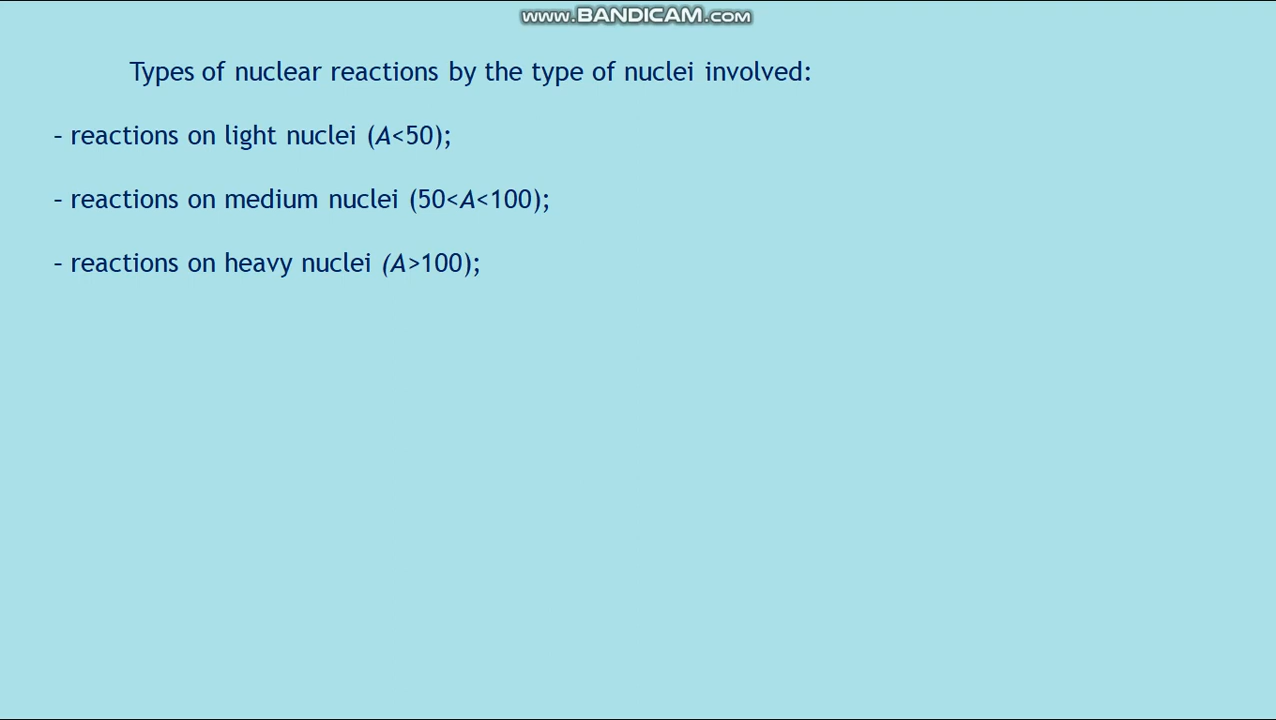 www.BANDICAM.com
Types of nuclear reactions by the type of nuclei involved:
- reactions on light nuclei (A<50);
- reactions on medium nuclei (50<A<100);
- reactions on heavy nuclei (A>100);